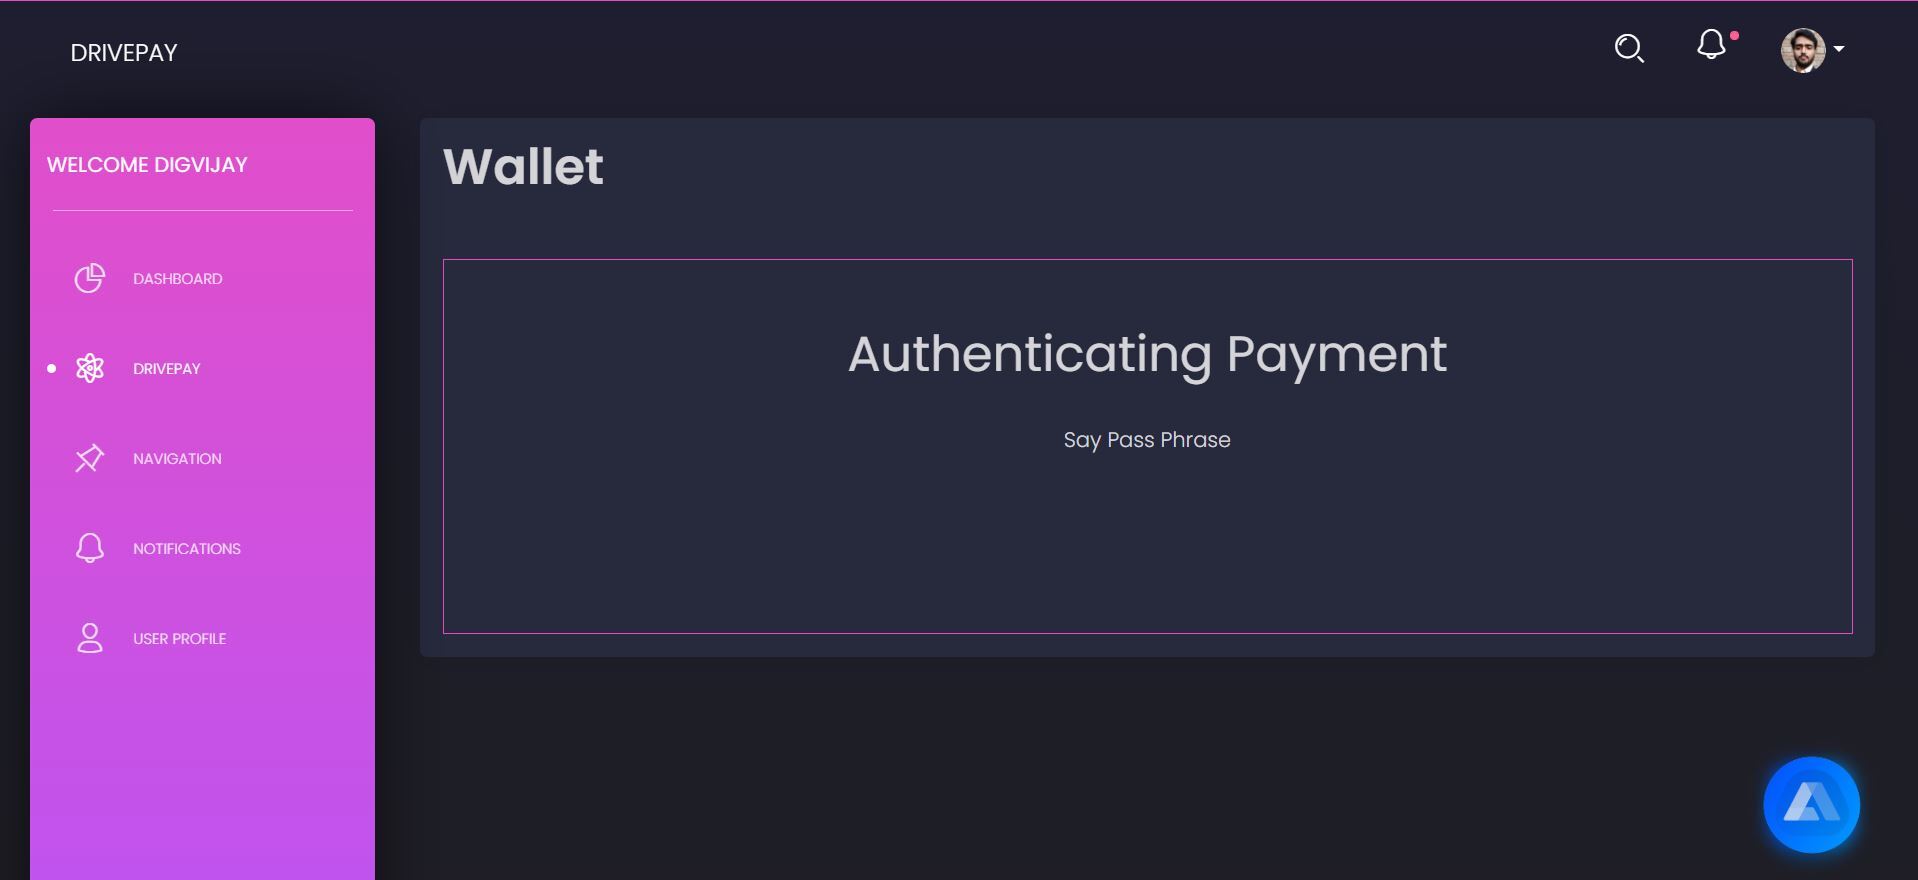 DRIVEPAY
WELCOME DIGVIJAY
DASHBOARD
DRIVEPAY
NAVIGATION
NOTIFICATIONS
USER PROFILE
Wallet
Authenticating Payment
Say Pass Phrase